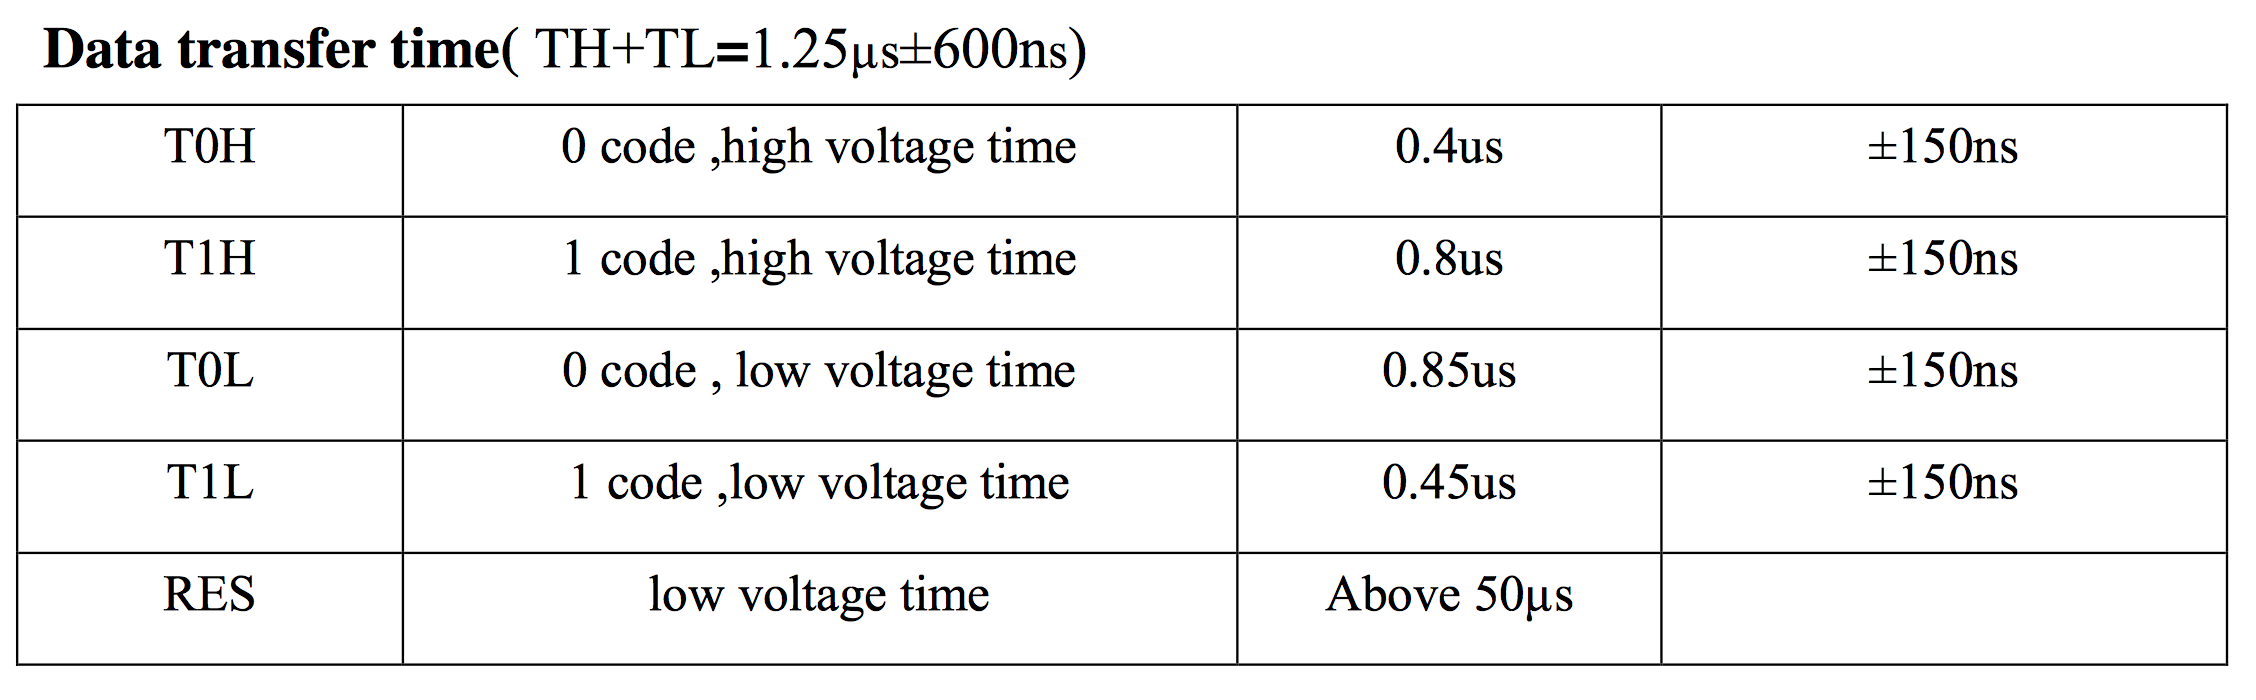 Data transfer time( TH+TL=1.25μs±600ns)
T0H 0 code ,high voltage time 0.4us ±150ns
T1H 1 code ,high voltage time 0.8us ±150ns
T0L 0 code , low voltage time 0.85us ±150ns
T1L 1 code ,low voltage time 0.45us ±150ns
RES low voltage time Above 50μs